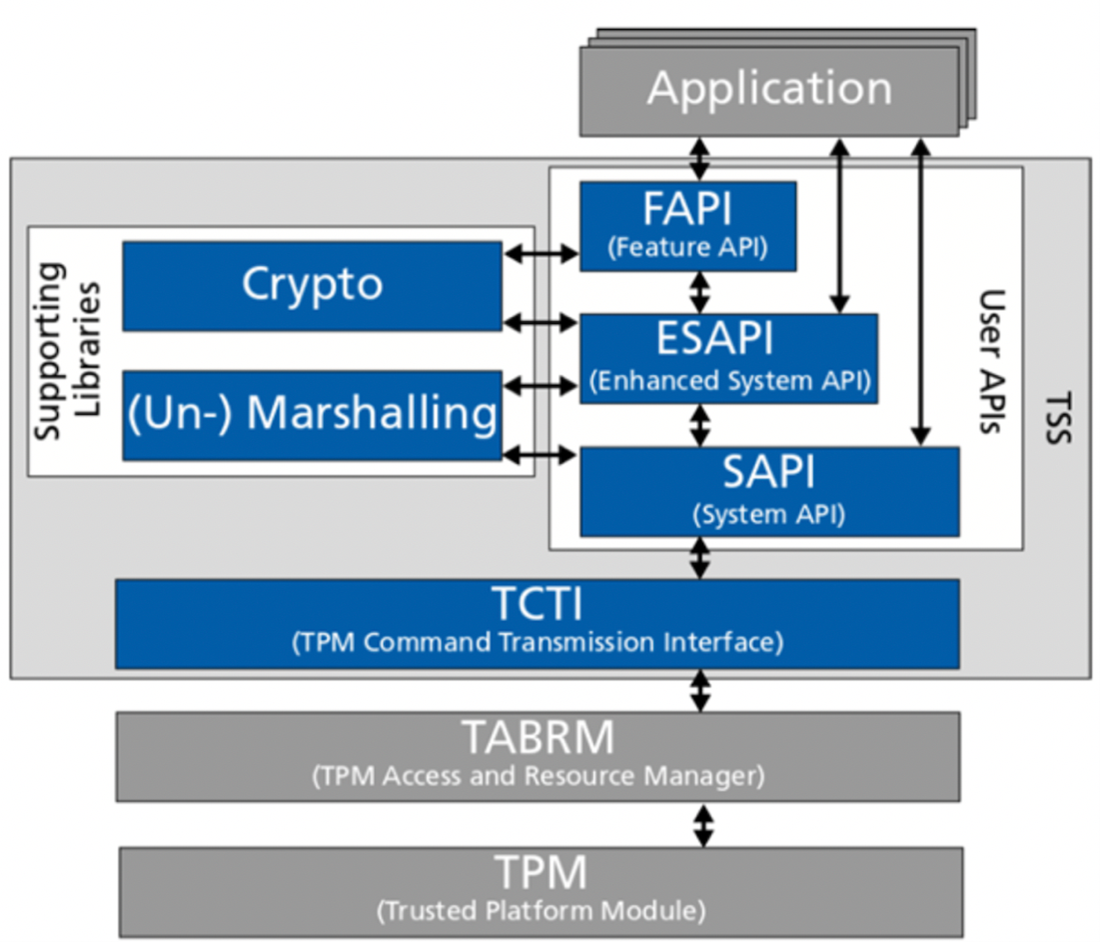 Application
FAPI
(Feature API)
Supporting
Libraries
Crypto
ESAPI
(Enhanced System API)
(Un-) Marshalling
SAPI
(System API)
User APIs
TSS
TCTI
(TPM Command Transmission Interface)
TABRM
(TPM Access and Resource Manager)
TPM
(Trusted Platform Module)